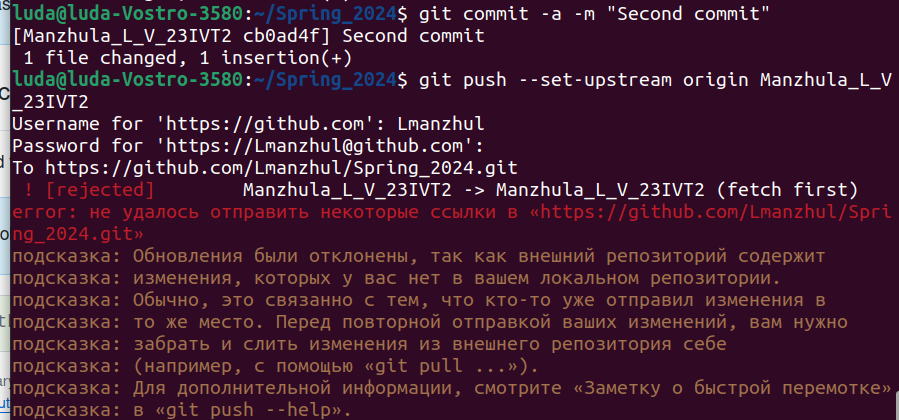 luda@luda-Vostro-3580:~/Spring_2024$ git commit -a -m "Second commit"
[Manzhula_L_V_23IVT2 cb0ad4f] Second commit
 1 file changed, 1 insertion(+)
luda@luda-Vostro-3580:~/Spring_2024$ git push --set-upstream origin Manzhula_L_V
_23IVT2
Username for 'https://github.com': Lmanzhul
Password for 'https://Lmanzhul@github.com':
To https://github.com/Lmanzhul/Spring_2024.git
 ! [rejected]        Manzhula_L_V_23IVT2 -> Manzhula_L_V_23IVT2 (fetch first)
error: не удалось отправить некоторые ссылки в «https://github.com/Lmanzhul/Spri
ng_2024.git»
подсказка: Обновления были отклонены, так как внешний репозиторий содержит
подсказка: изменения, которых у вас нет в вашем локальном репозитории.
подсказка: Обычно, это связанно с тем, что кто-то уже отправил изменения в
подсказка: то же место. Перед повторной отправкой ваших изменений, вам нужно
подсказка: забрать и слить изменения из внешнего репозитория себе
подсказка: (например, с помощью «git pull ...»).
подсказка: Для дополнительной информации, смотрите «Заметку о быстрой перемотке»
подсказка: в «git push --help».